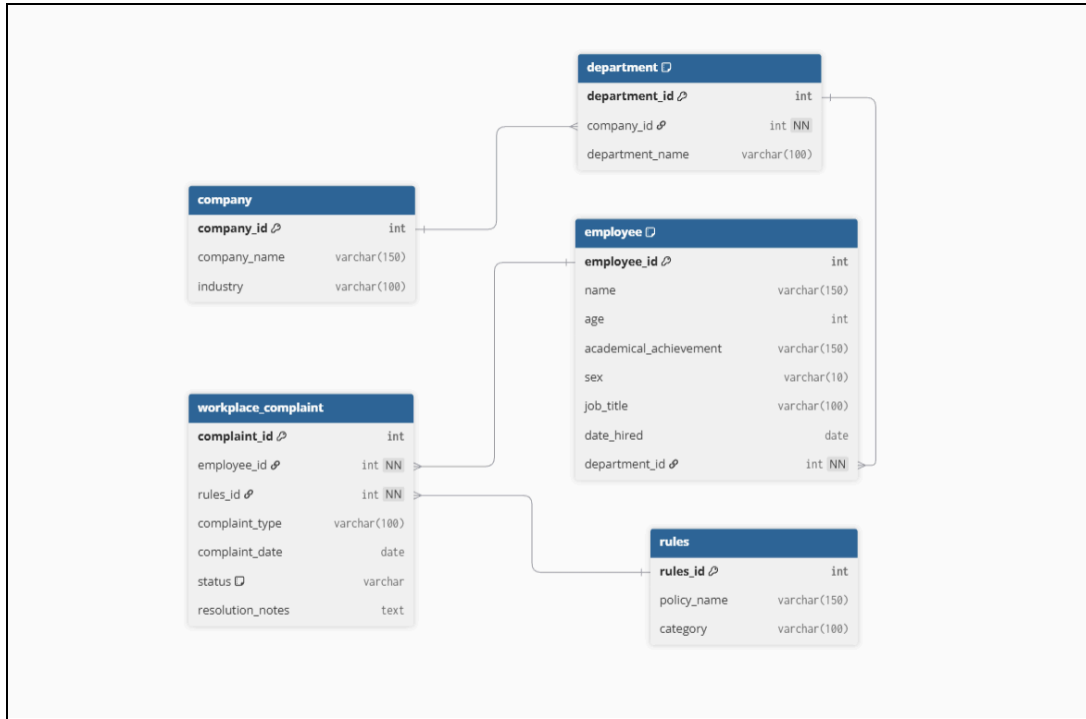 department
department_id int
company_id int NN
department_name varchar(100)
company
company_id int
company_name varchar(150)
industry varchar(100)
employee
employee_id int
name varchar(150)
age int
academical_achievement varchar(150)
sex varchar(10)
job_title varchar(100)
date_hired date
department_id int NN
workplace_complaint
complaint_id int
employee_id int NN
rules_id int NN
complaint_type varchar(100)
complaint_date date
status varchar
resolution_notes text
rules
rules_id int
policy_name varchar(150)
category varchar(100)